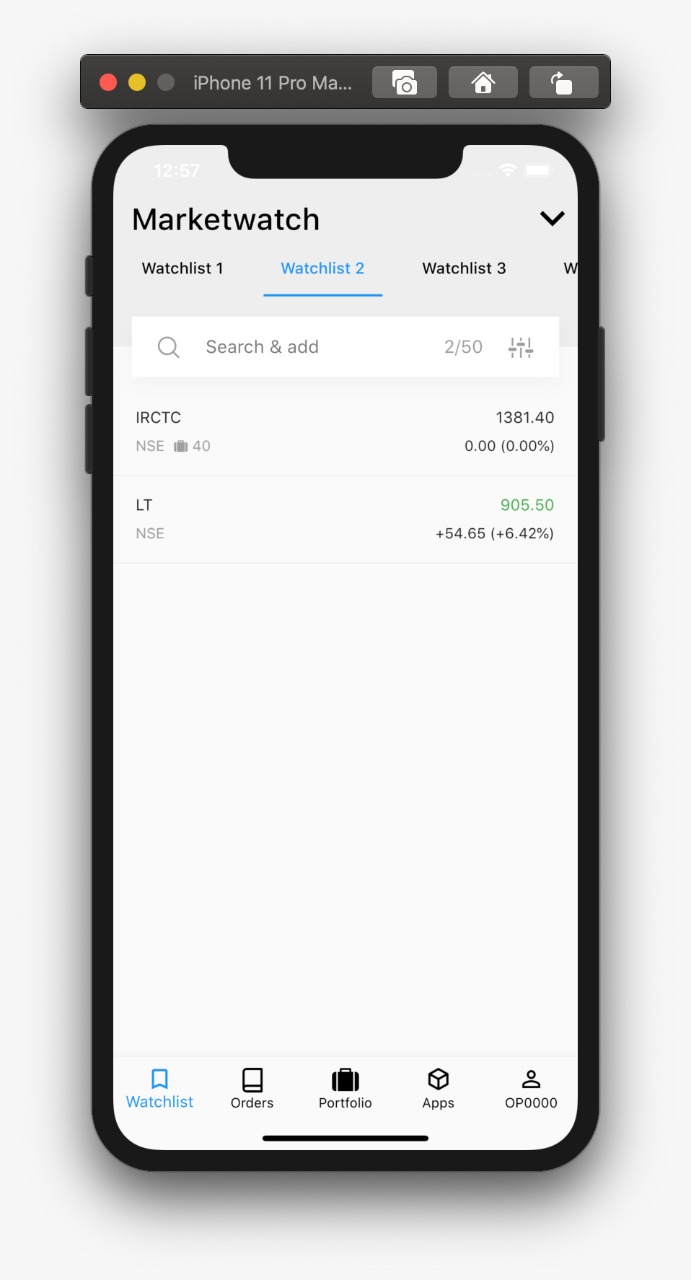 iPhone 11 Pro Ma...
12:57
Marketwatch
Watchlist 1 Watchlist 2 Watchlist 3 W
Search & add 2/50
IRCTC 1381.40
NSE 40 0.00 (0.00%)
LT 905.50
NSE +54.65 (+6.42%)
Watchlist Orders Portfolio Apps OP0000